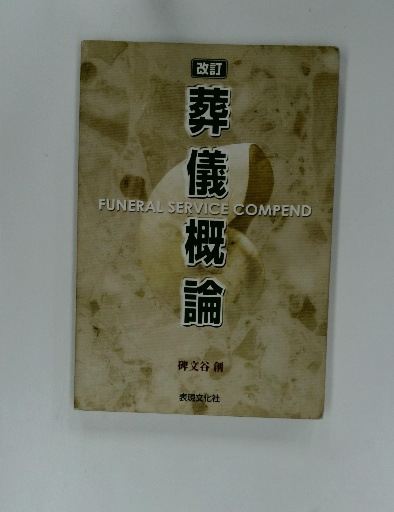 改訂
葬儀概論
FUNERAL SERVICE COMPEND
碑文谷 創
表現文化社